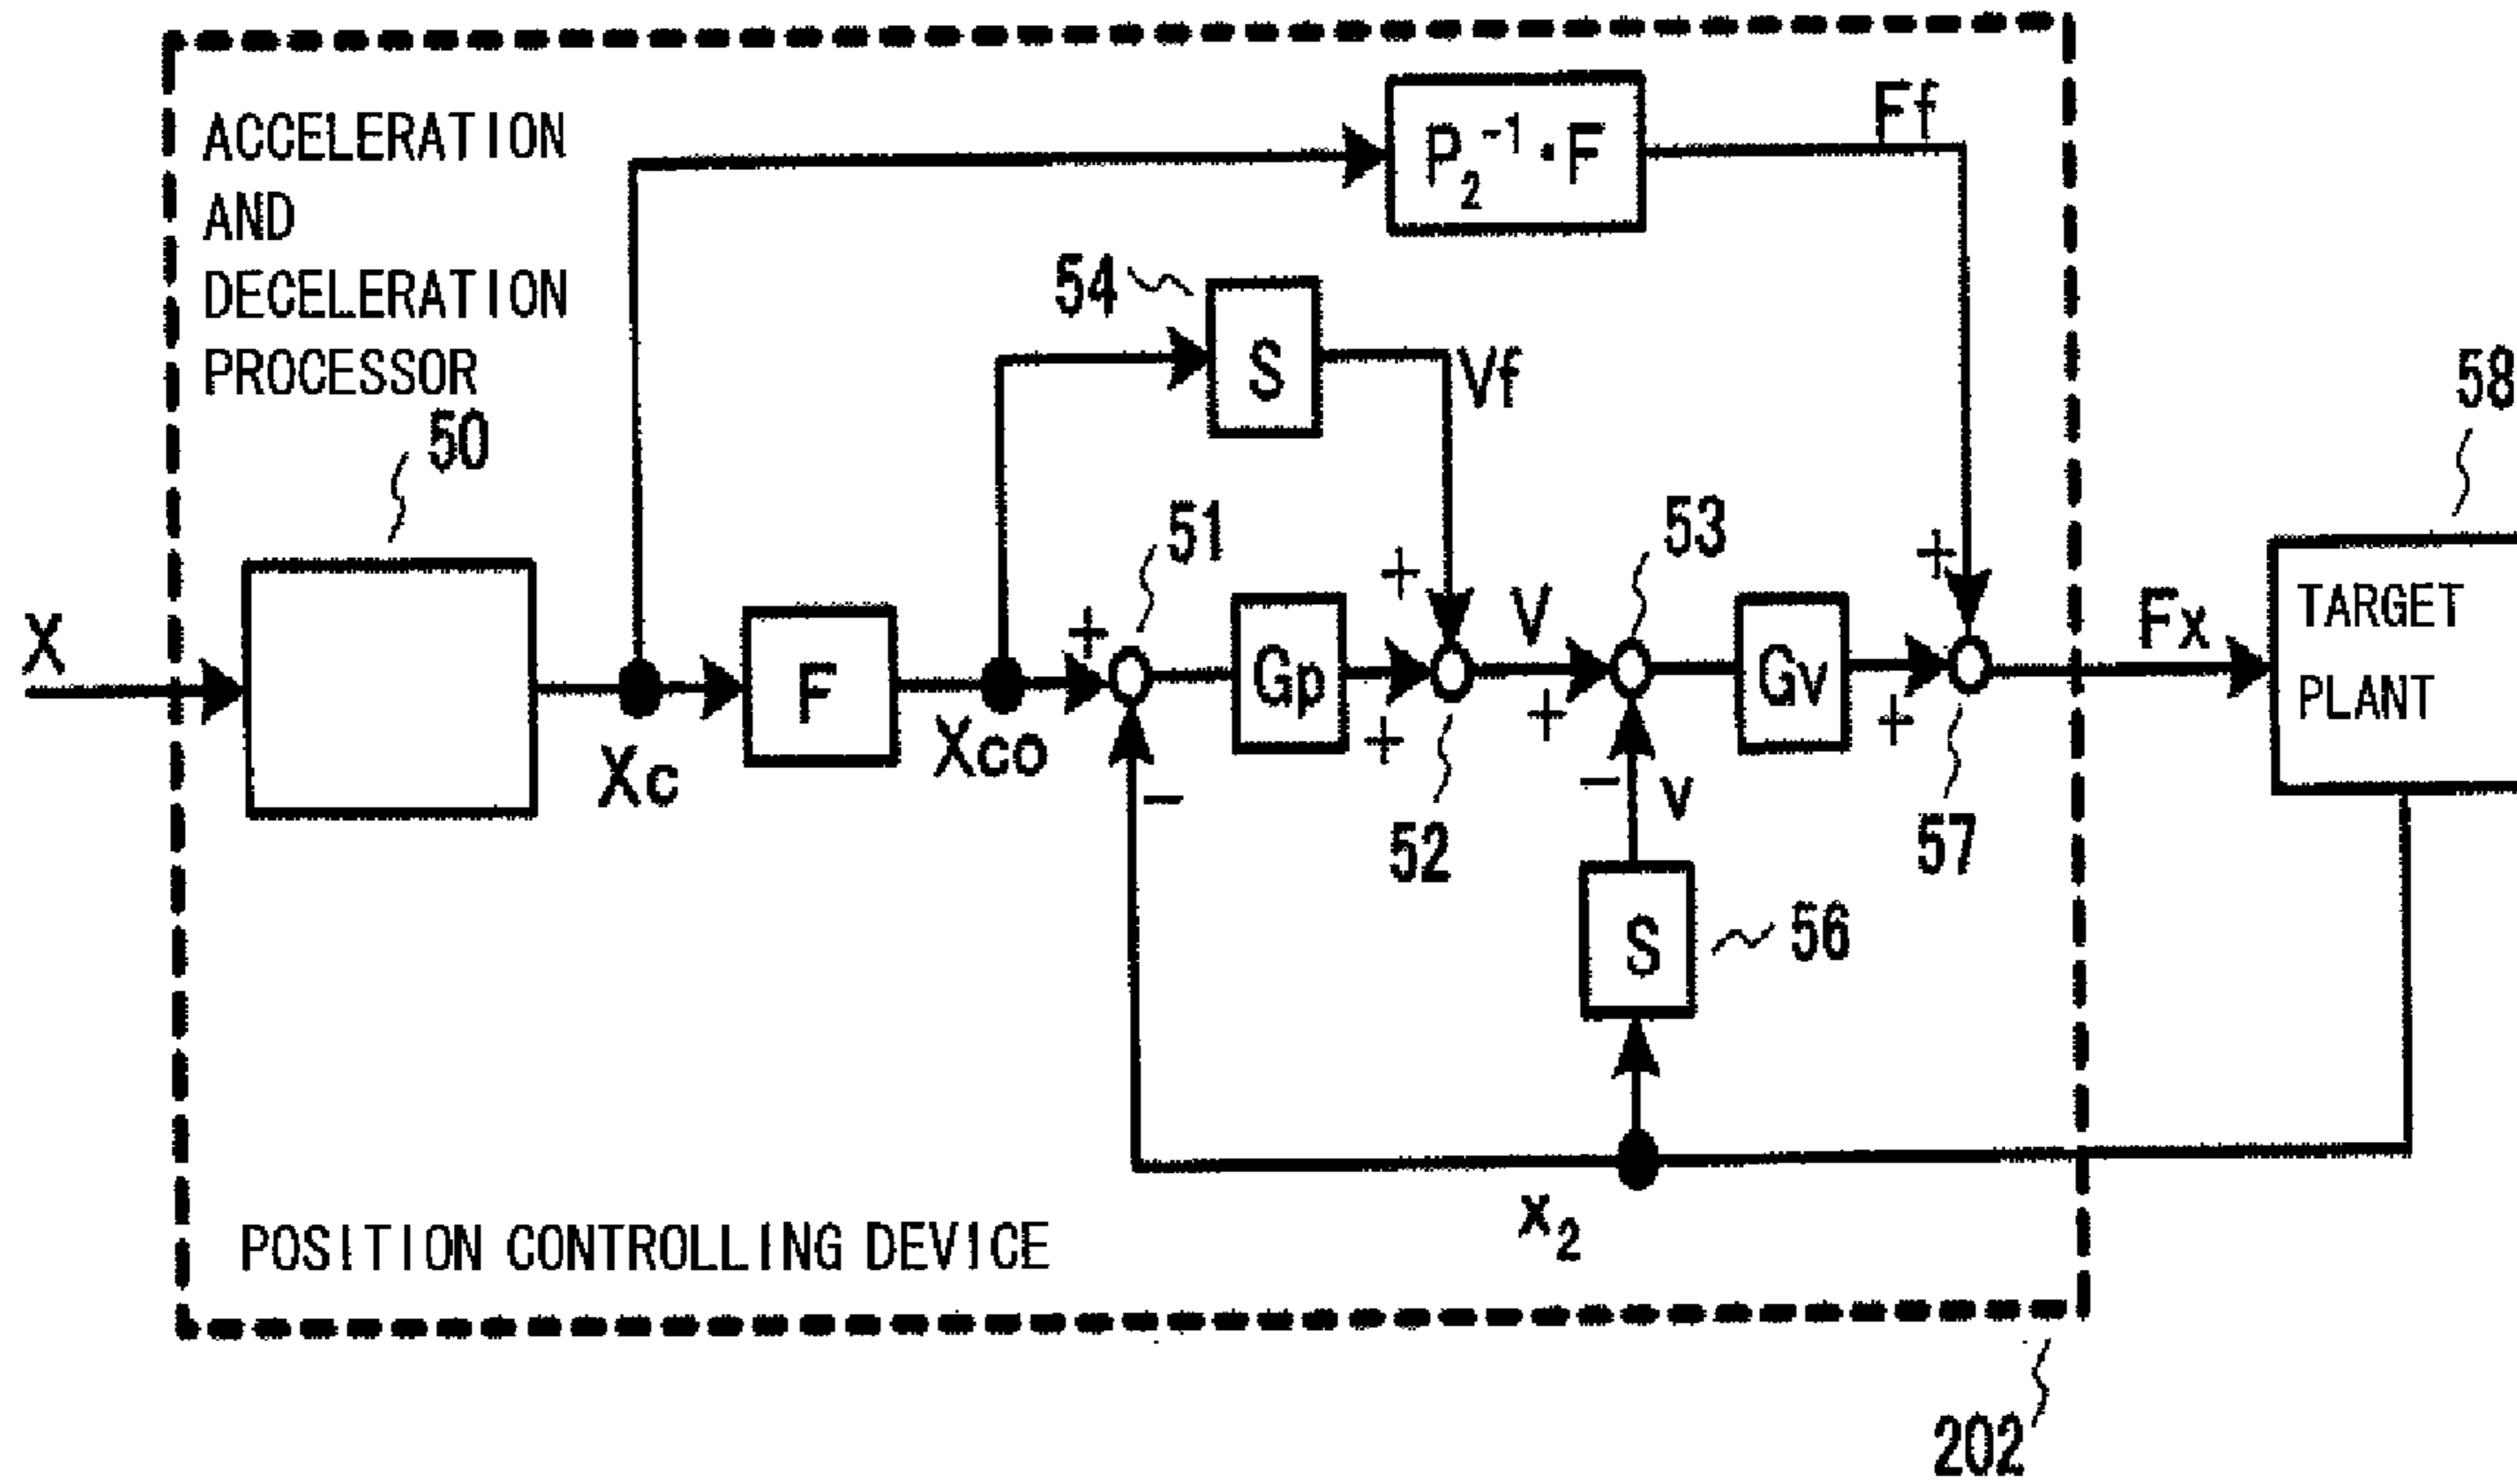 ACCELERATION
AND
DECELERATION
PROCESSOR
50
P2-1·F
Ff
54
S
Vf
58
51
53
X
F
+
Gp
+
V
Gv
+
Fx
TARGET
PLANT
Xc
Xco
−
+
52
+
−
v
+
57
S
56
x2
POSITION CONTROLLING DEVICE
202